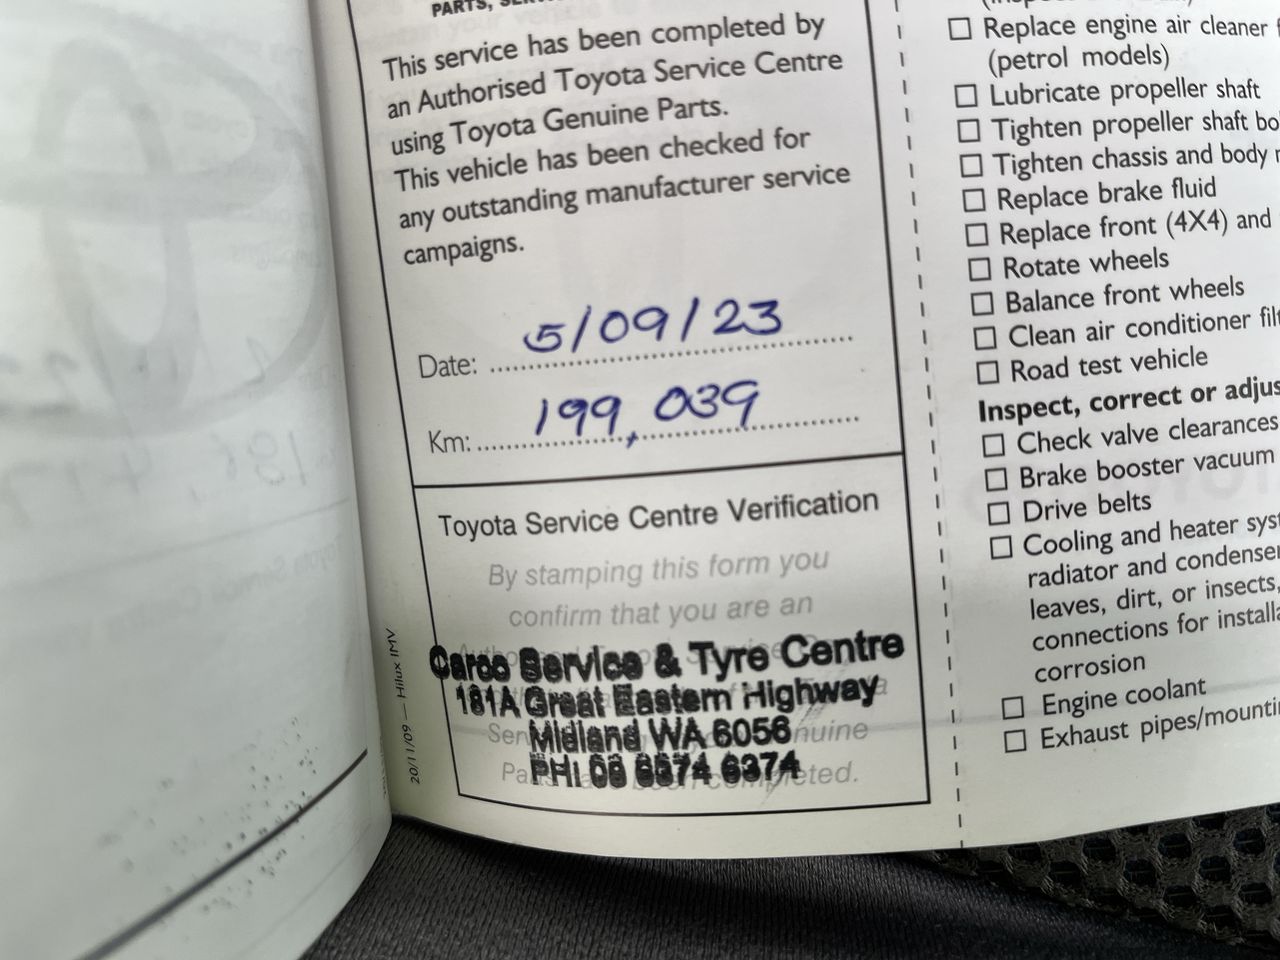 PARTS,
This service has been completed by
an Authorised Toyota Service Centre
using Toyota Genuine Parts.
This vehicle has been checked for
any outstanding manufacturer service
campaigns.
Date: 5/09/23
Km: 199,039
Toyota Service Centre Verification
By stamping this form you
confirm that you are an
Carco Service & Tyre Centre
181A Great Eastern Highway
Midland WA 6056
PH: 08 6374 6374
20/11/09 — Hilux IMV
Replace engine air cleaner
(petrol models)
Lubricate propeller shaft
Tighten propeller shaft
Tighten chassis and body
Replace brake fluid
Replace front (4X4) and
Rotate wheels
Balance front wheels
Clean air conditioner
Road test vehicle
Inspect, correct or
Check valve clearances
Brake booster vacuum
Drive belts
Cooling and heater
radiator and
leaves, dirt, or insects,
connections for
corrosion
Engine coolant
Exhaust